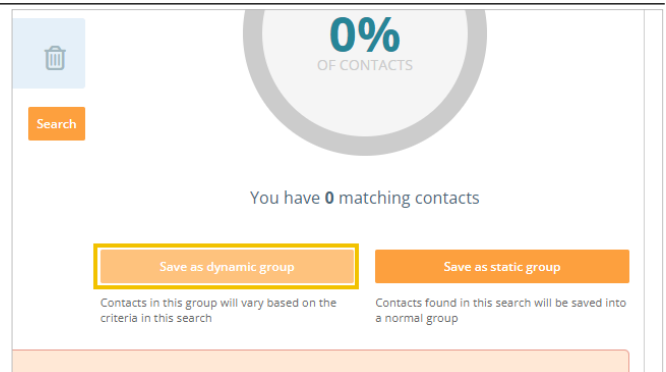 0%
OF CONTACTS
Search
You have 0 matching contacts
Save as dynamic group
Save as static group
Contacts in this group will vary based on the
criteria in this search
Contacts found in this search will be saved into
a normal group